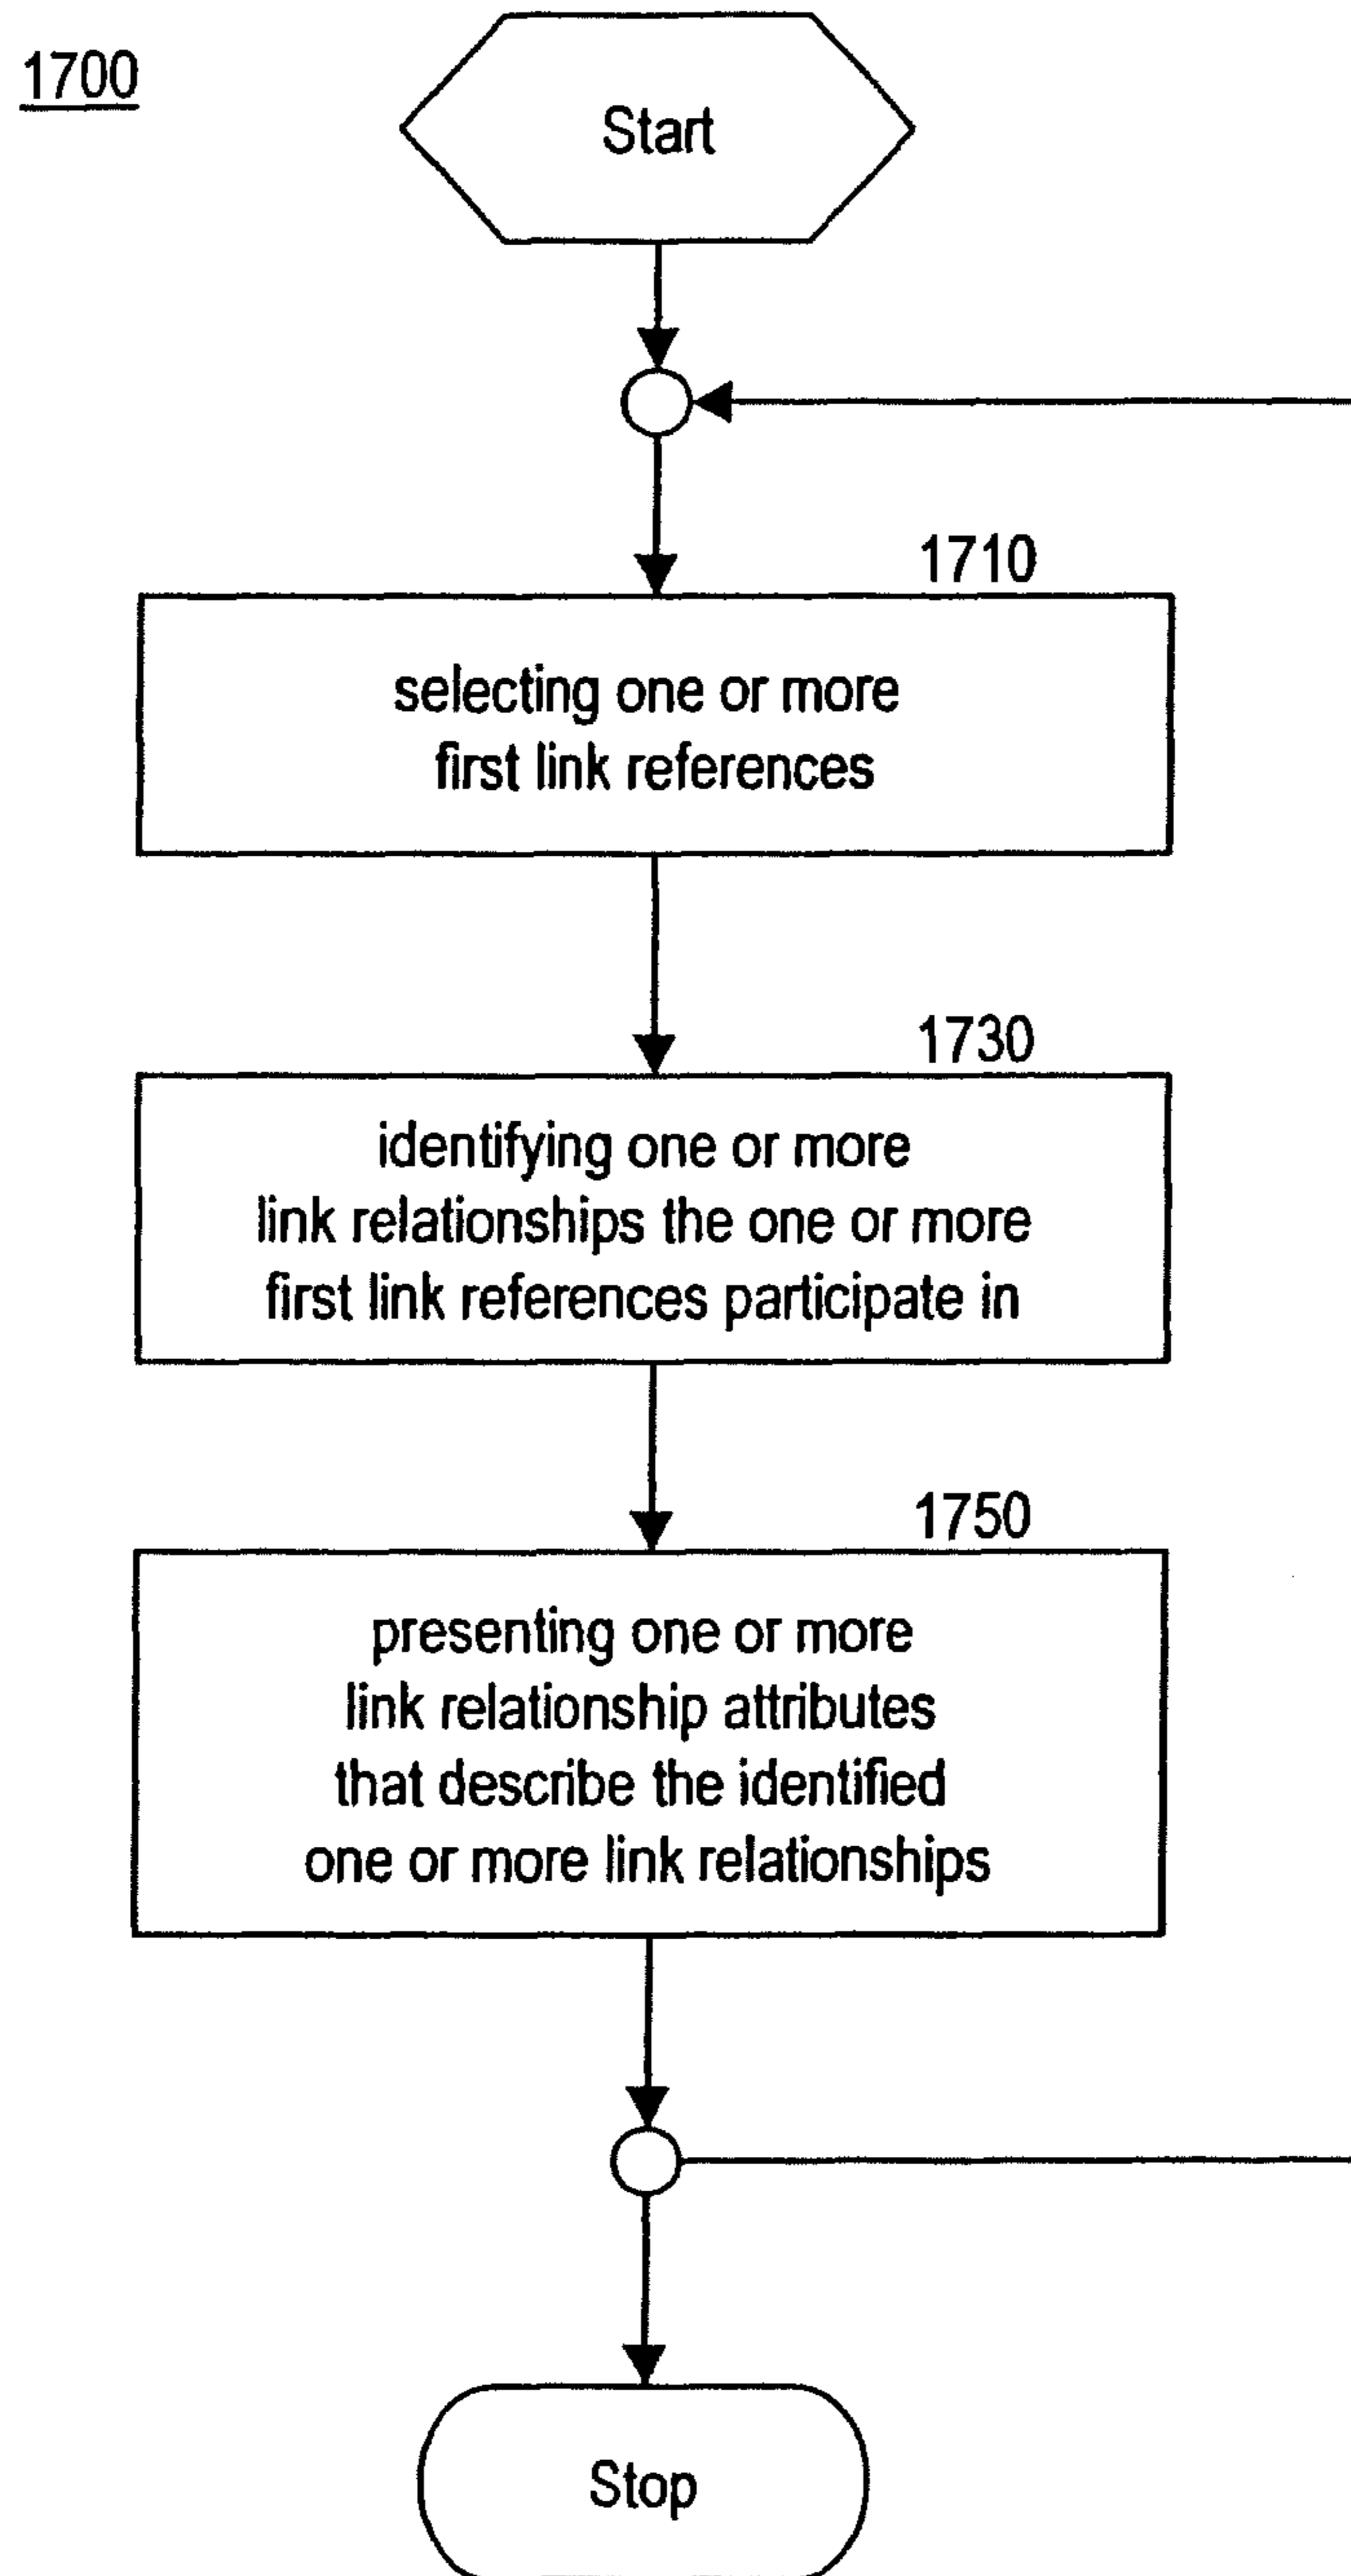 1700
Start
1710
selecting one or more
first link references
1730
identifying one or more
link relationships the one or more
first link references participate in
1750
presenting one or more
link relationship attributes
that describe the identified
one or more link relationships
Stop